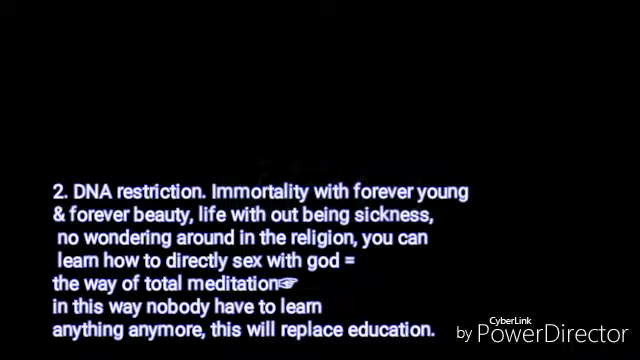 2. DNA restriction. Immortality with forever young
& forever beauty, life with out being sickness,
no wondering around in the religion, you can
learn how to directly sex with god =
the way of total meditation☞
in this way nobody have to learn
anything anymore, this will replace education.
CyberLink
by PowerDirector